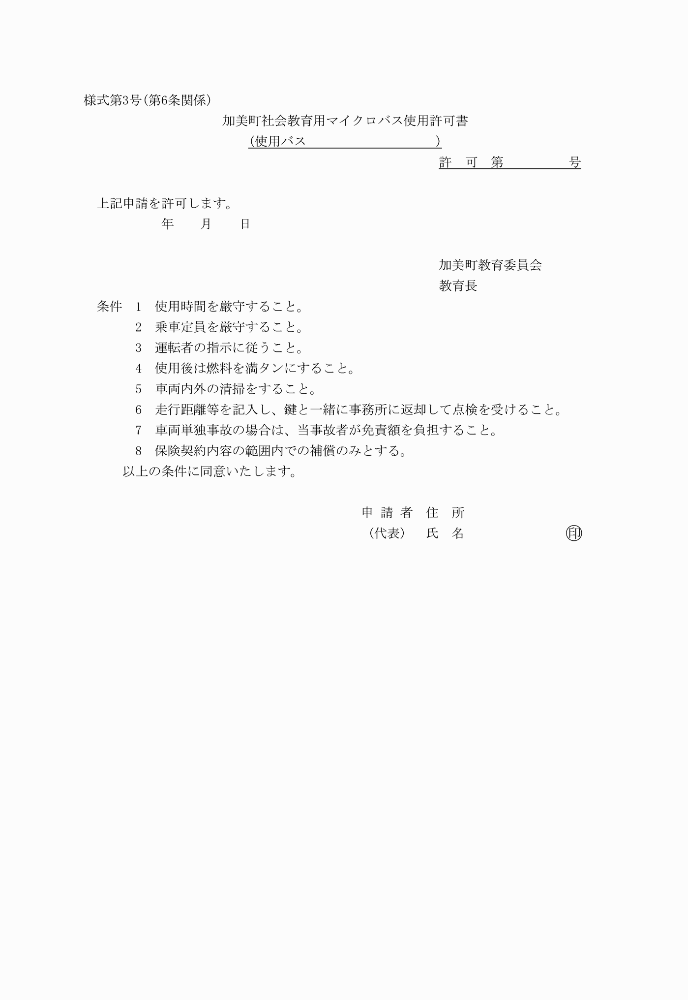 様式第3号(第6条関係)
加美町社会教育用マイクロバス使用許可書
(使用バス　　　　　　　　　　)
許　可　第　　　　　号
上記申請を許可します。
年　　月　　日
加美町教育委員会
教育長
条件　1　使用時間を厳守すること。
2　乗車定員を厳守すること。
3　運転者の指示に従うこと。
4　使用後は燃料を満タンにすること。
5　車両内外の清掃をすること。
6　走行距離等を記入し、鍵と一緒に事務所に返却して点検を受けること。
7　車両単独事故の場合は、当事故者が免責額を負担すること。
8　保険契約内容の範囲内での補償のみとする。
以上の条件に同意いたします。
申 請 者　住　所
(代表)　氏　名　　　　　　　　㊞